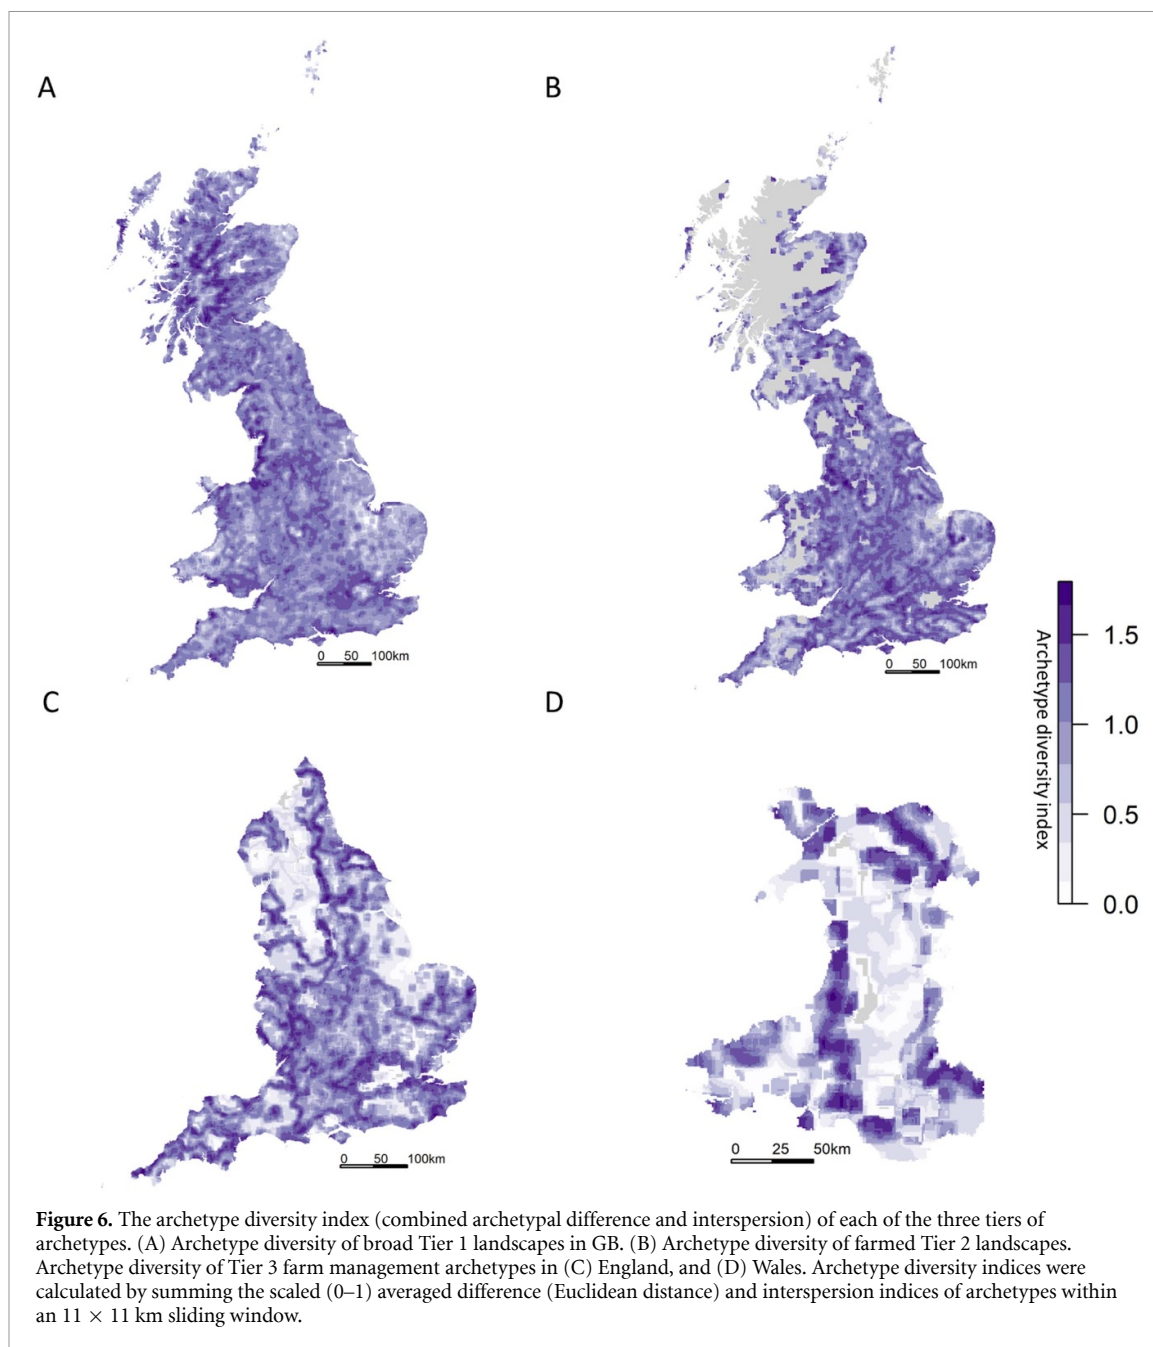 A
B
0 50 100km
0 50 100km
C
D
Archetype diversity index
1.5
1.0
0.5
0.0
0 50 100km
0 25 50km
Figure 6. The archetype diversity index (combined archetypal difference and interspersion) of each of the three tiers of
archetypes. (A) Archetype diversity of broad Tier 1 landscapes in GB. (B) Archetype diversity of farmed Tier 2 landscapes.
Archetype diversity of Tier 3 farm management archetypes in (C) England, and (D) Wales. Archetype diversity indices were
calculated by summing the scaled (0–1) averaged difference (Euclidean distance) and interspersion indices of archetypes within
an 11 × 11 km sliding window.